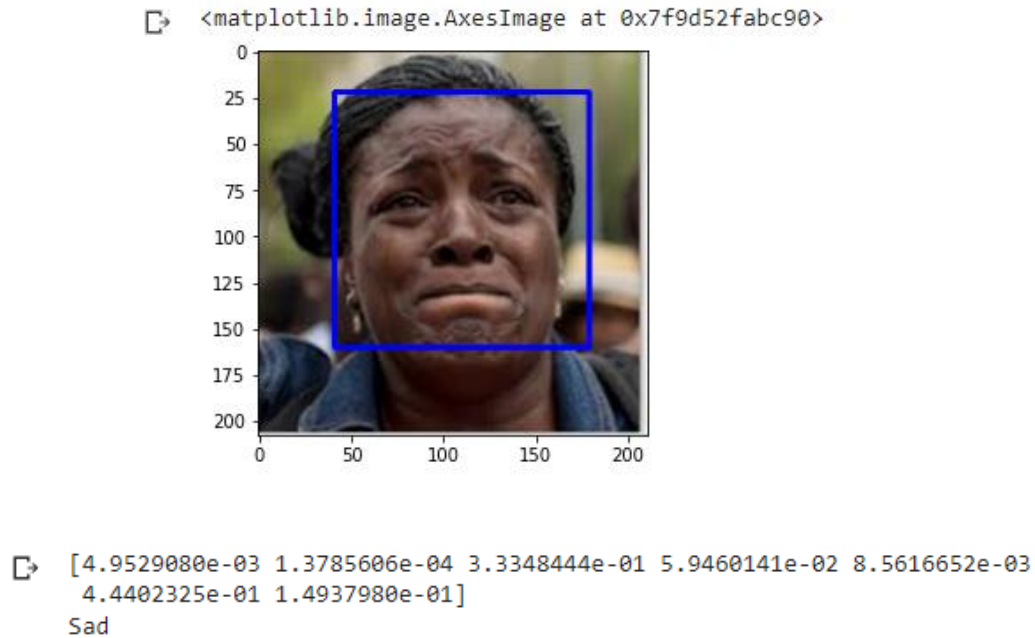 <matplotlib.image.AxesImage at 0x7f9d52fabc90>
0
25
50
75
100
125
150
175
200
0 50 100 150 200
[4.9529080e-03 1.3785606e-04 3.3348444e-01 5.9460141e-02 8.5616652e-03
4.4402325e-01 1.4937980e-01]
Sad